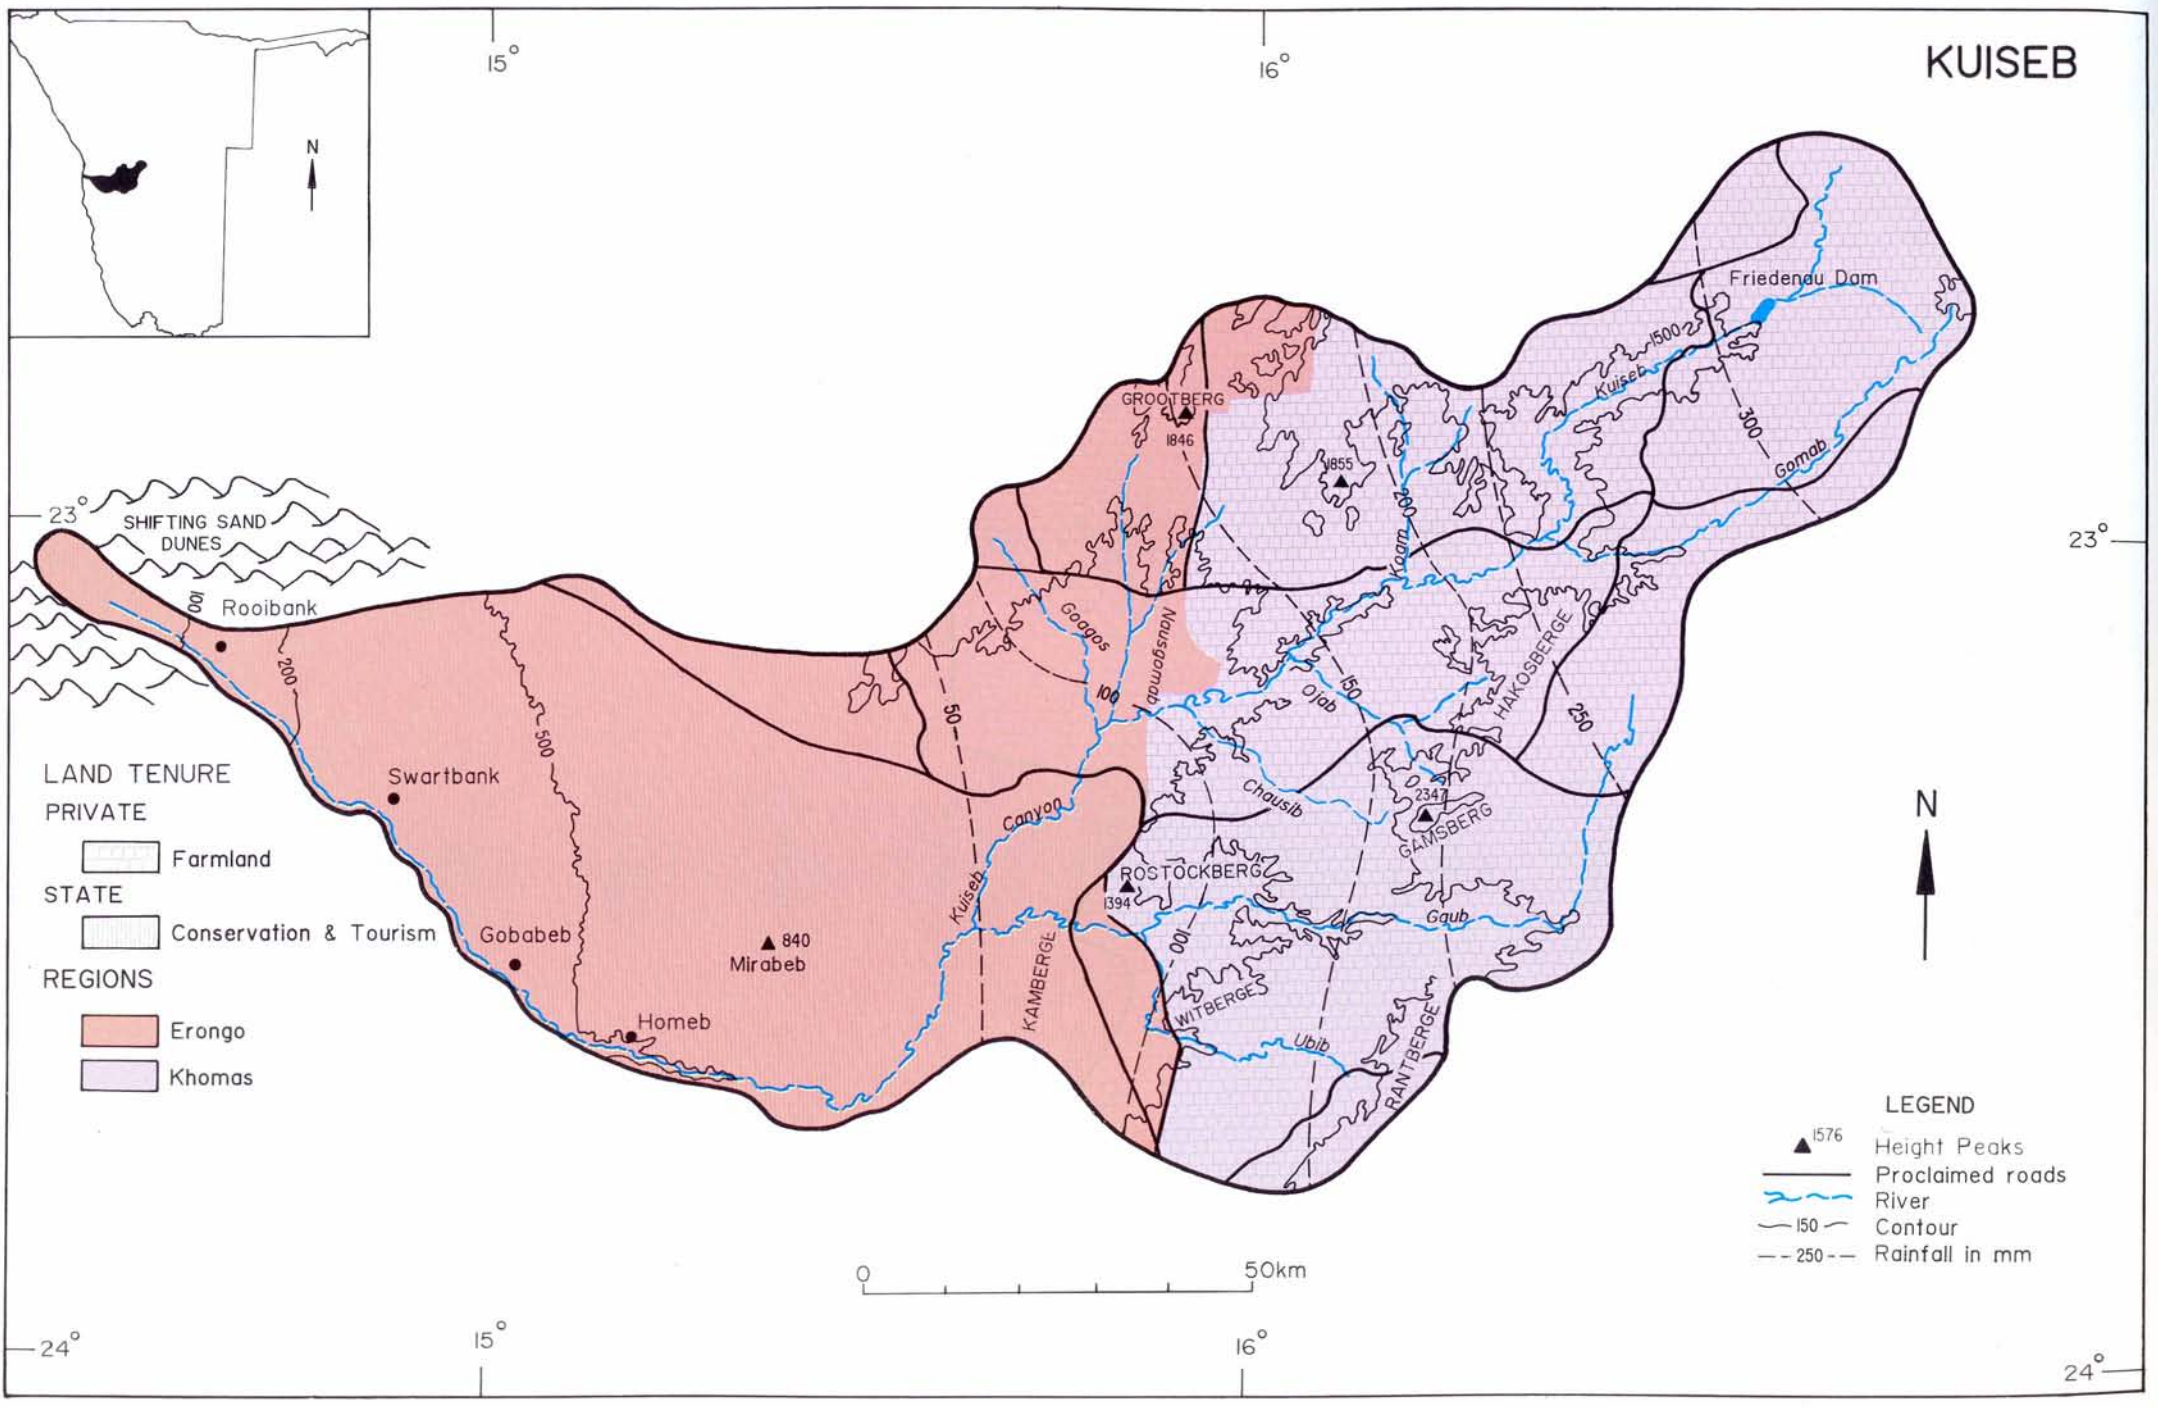 KUISEB
15°
16°
N
23°
SHIFTING SAND
DUNES
23°
Rooibank
100
200
500
Swartbank
Gobabeb
Homeb
840
Mirabeb
GROOTBERG
1846
1855
Friedenau Dam
1500
Kuiseb
300
Gomab
200
Koam
Goagos
Nausgomab
100
50
150
Ojab
HAKOSBERGE
250
Chausib
2347
GAMSBERG
Canyon
Kuiseb
ROSTOCKBERG
1394
Gaub
100
KAMBERGE
WITBERGE
Ubib
RANTBERGE
LAND TENURE
PRIVATE
Farmland
STATE
Conservation & Tourism
REGIONS
Erongo
Khomas
N
LEGEND
1576
Height Peaks
Proclaimed roads
River
150
Contour
250
Rainfall in mm
0
50km
24°
15°
16°
24°